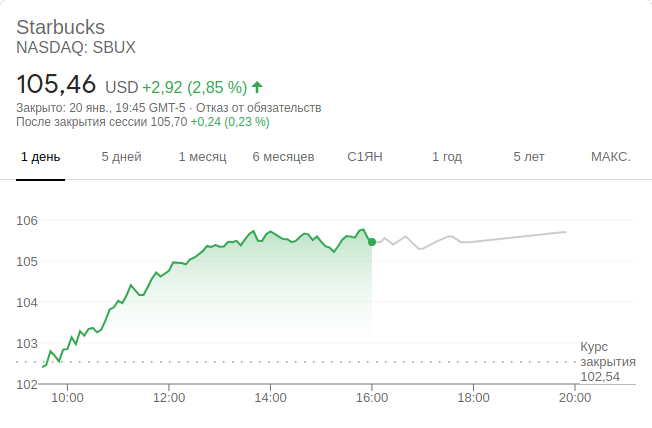 Starbucks
NASDAQ: SBUX
105,46 USD +2,92 (2,85 %)
Закрыто: 20 янв., 19:45 GMT-5 · Отказ от обязательств
После закрытия сессии 105,70 +0,24 (0,23 %)
1 день 5 дней 1 месяц 6 месяцев С1ЯН 1 год 5 лет МАКС.
106
105
104
103
Курс
закрытия
102,54
102
10:00 12:00 14:00 16:00 18:00 20:00